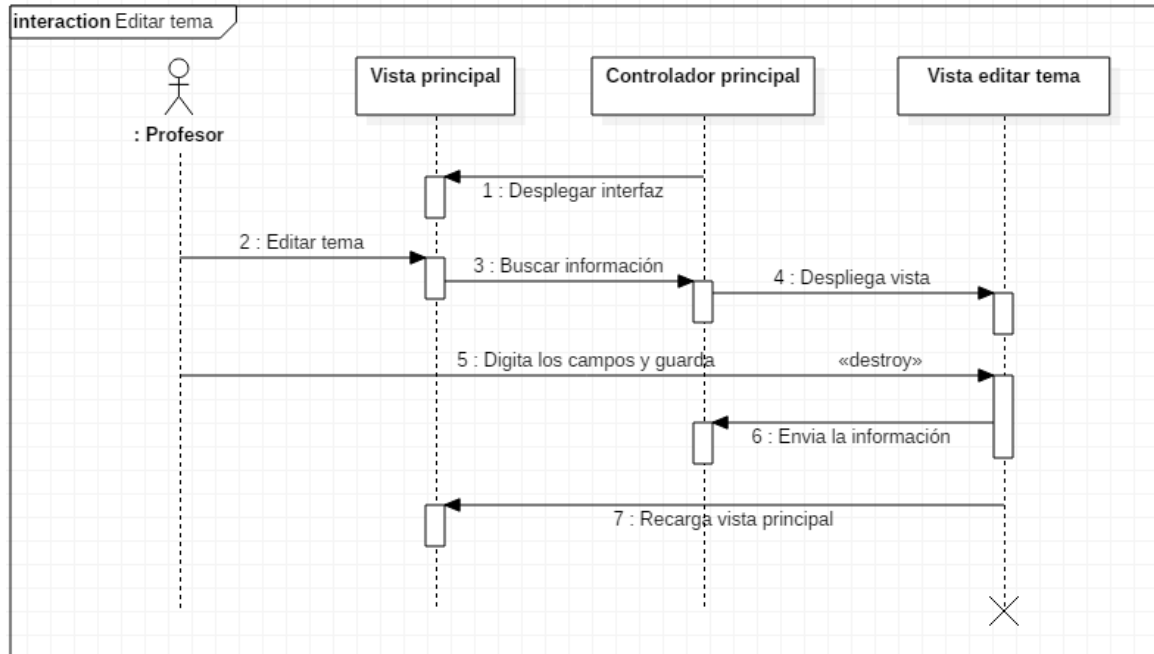 interaction Editar tema
Vista principal
Controlador principal
Vista editar tema
: Profesor
1 : Desplegar interfaz
2 : Editar tema
3 : Buscar información
4 : Despliega vista
5 : Digita los campos y guarda
«destroy»
6 : Envia la información
7 : Recarga vista principal